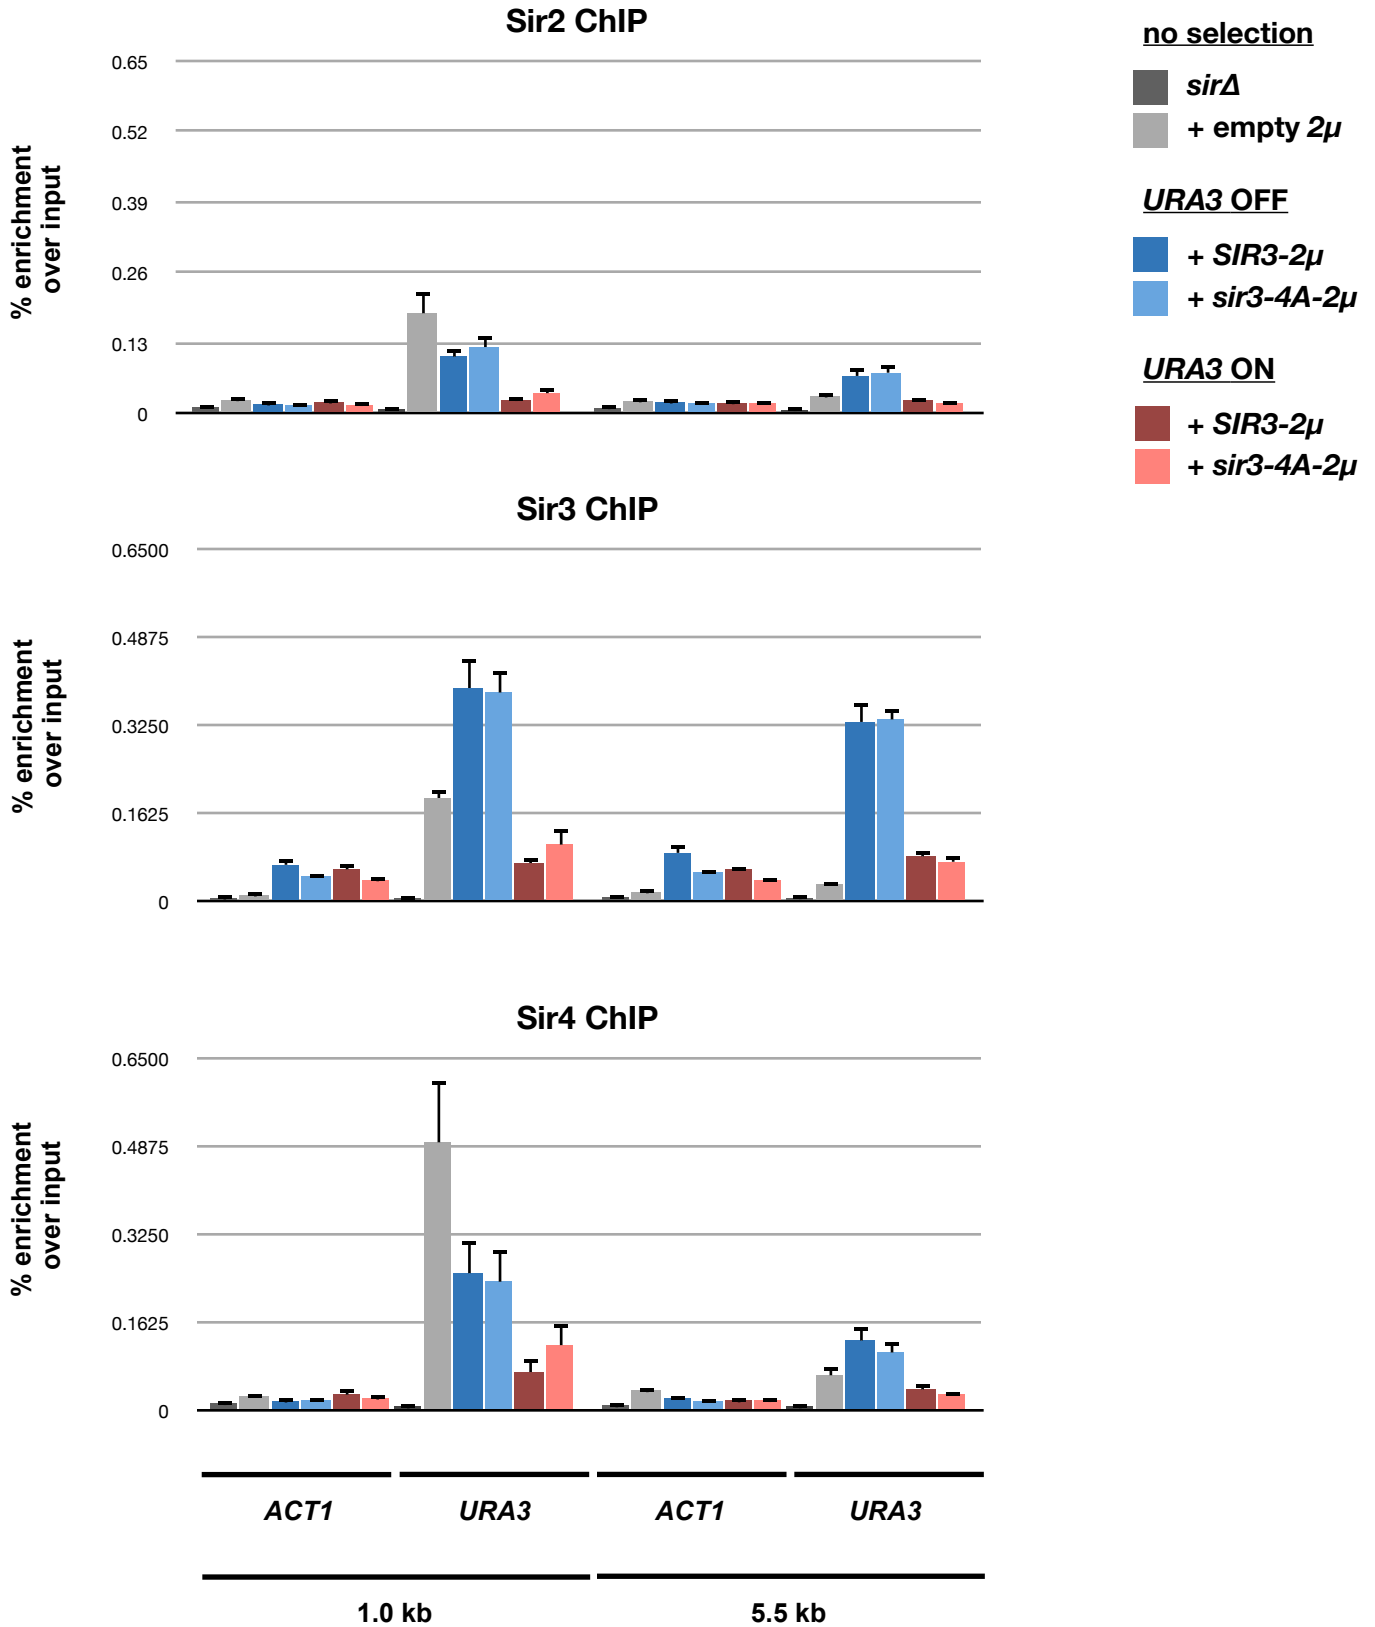 Sir2 ChIP
% enrichment
over input
0.65
0.52
0.39
0.26
0.13
0
no selection
sirΔ
+ empty 2μ
URA3 OFF
+ SIR3-2μ
+ sir3-4A-2μ
URA3 ON
+ SIR3-2μ
+ sir3-4A-2μ
Sir3 ChIP
% enrichment
over input
0.6500
0.4875
0.3250
0.1625
0
Sir4 ChIP
% enrichment
over input
0.6500
0.4875
0.3250
0.1625
0
ACT1 URA3 ACT1 URA3
1.0 kb 5.5 kb